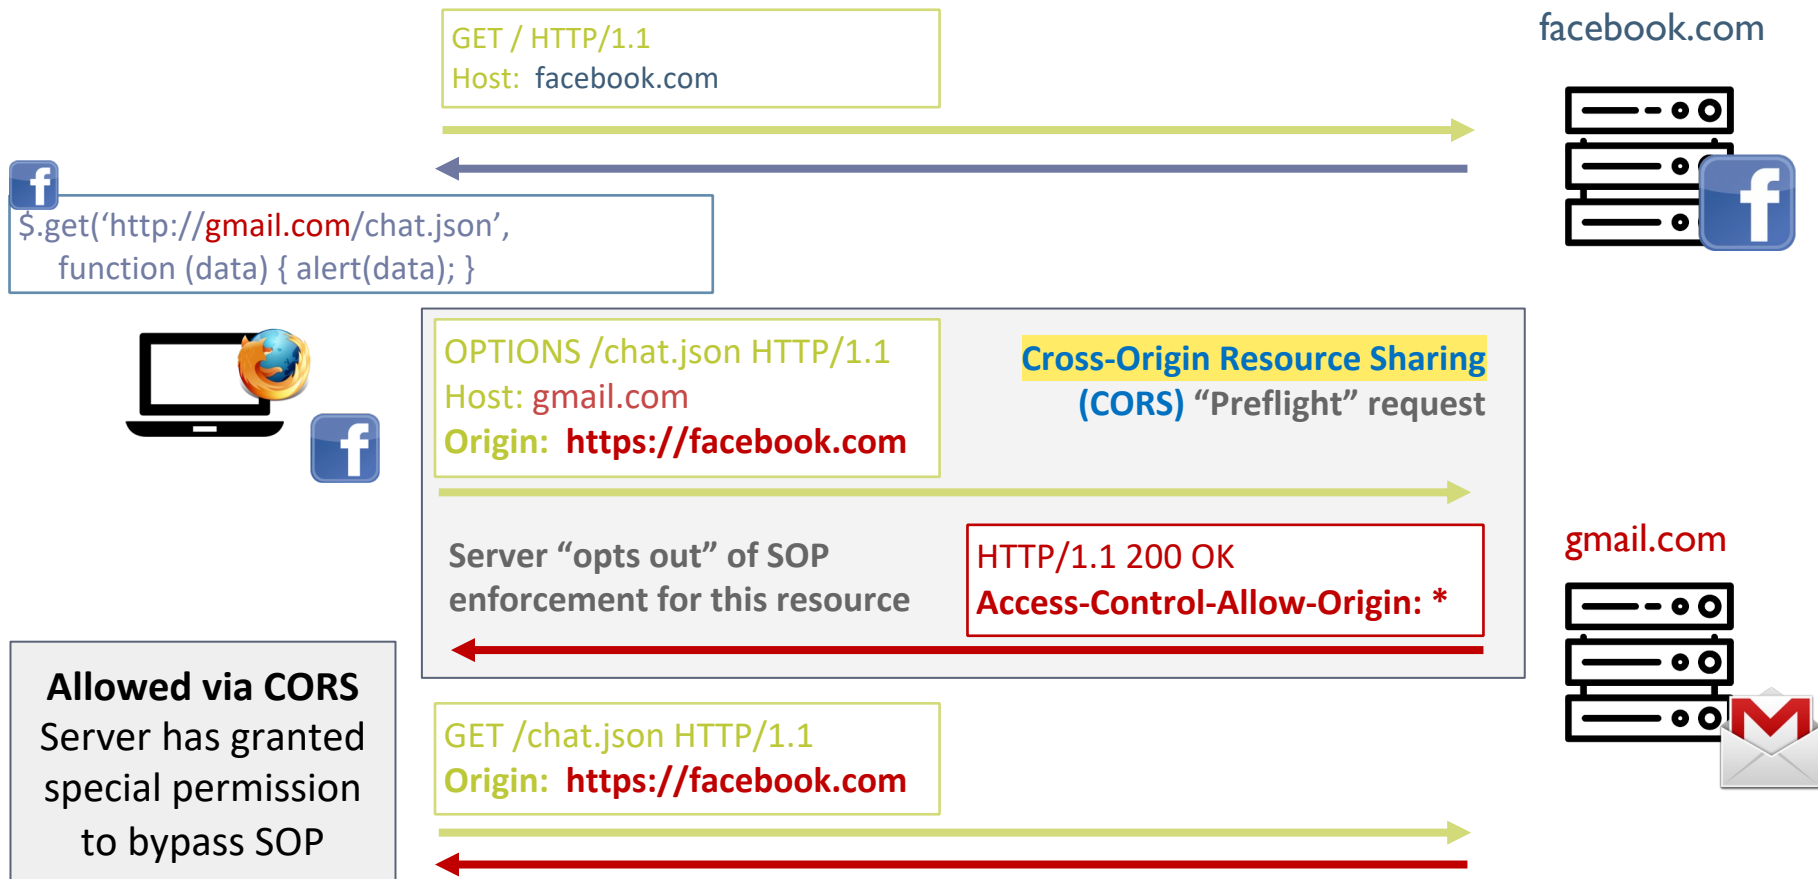 GET / HTTP/1.1
Host: facebook.com
facebook.com
$.get(‘http://gmail.com/chat.json’,
function (data) { alert(data); }
OPTIONS /chat.json HTTP/1.1
Host: gmail.com
Origin: https://facebook.com
Cross-Origin Resource Sharing
(CORS) “Preflight” request
Server “opts out” of SOP
enforcement for this resource
HTTP/1.1 200 OK
Access-Control-Allow-Origin: *
gmail.com
Allowed via CORS
Server has granted
special permission
to bypass SOP
GET /chat.json HTTP/1.1
Origin: https://facebook.com